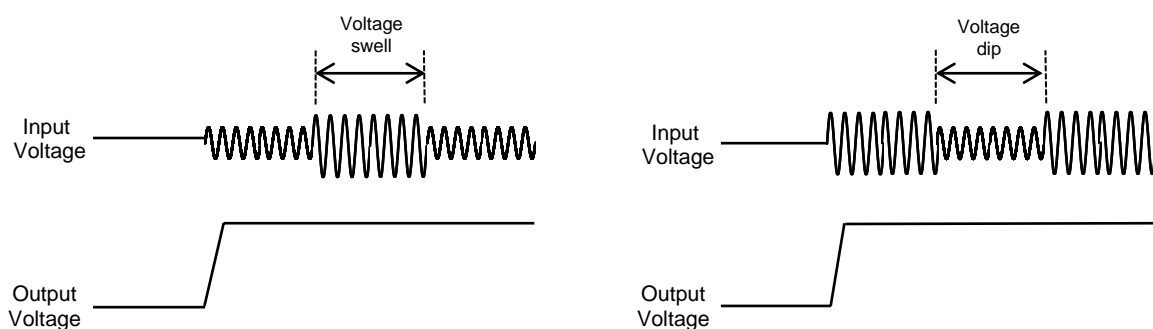 Voltage
swell
Input
Voltage
Output
Voltage
Voltage
dip
Input
Voltage
Output
Voltage